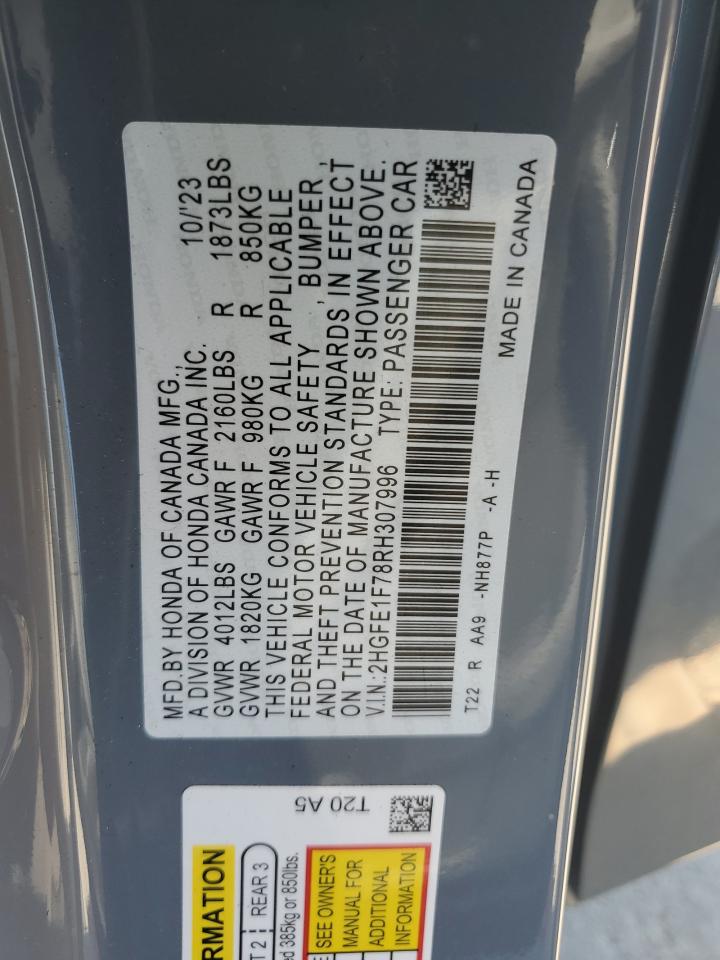 MFD.BY HONDA OF CANADA MFG., 10/'23
A DIVISION OF HONDA CANADA INC.
GVWR 4012LBS GAWR F 2160LBS R 1873LBS
GVWR 1820KG GAWR F 980KG R 850KG
THIS VEHICLE CONFORMS TO ALL APPLICABLE
FEDERAL MOTOR VEHICLE SAFETY , BUMPER ,
AND THEFT PREVENTION STANDARDS IN EFFECT
ON THE DATE OF MANUFACTURE SHOWN ABOVE.
V.I.N.:2HGFE1F78RH307996 TYPE: PASSENGER CAR
T22 R AA9 -NH877P -A -H
MADE IN CANADA
REAR 3
385kg or 850lbs.
SEE OWNER'S
MANUAL FOR
ADDITIONAL
INFORMATION
T20 A5